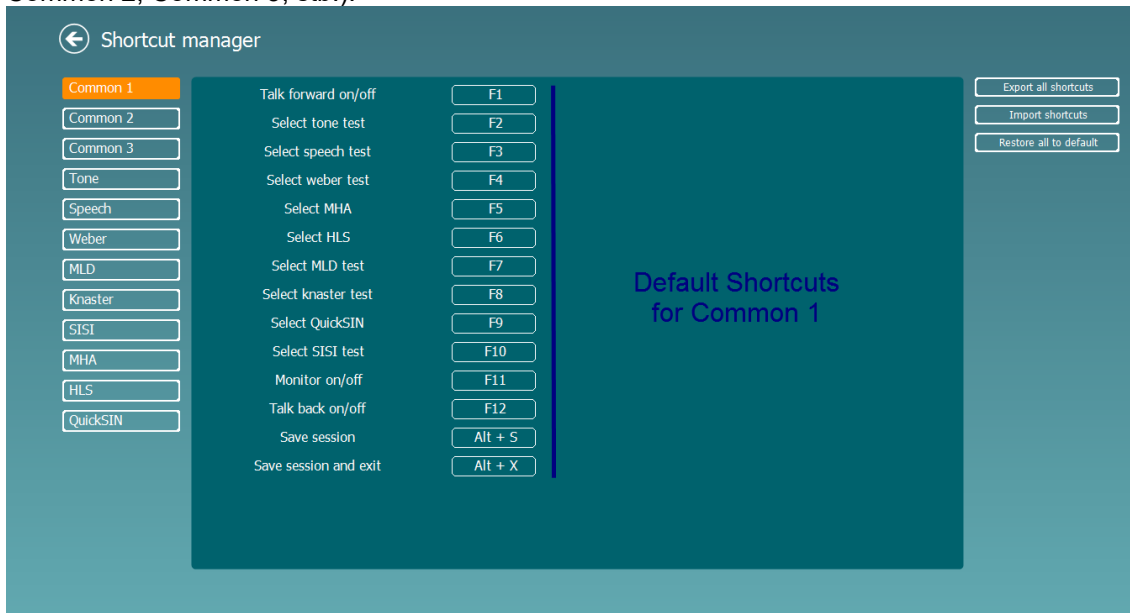 Shortcut manager
Common 1
Common 2
Common 3
Tone
Speech
Weber
MLD
Knaster
SISI
MHA
HLS
QuickSIN
Talk forward on/off F1
Select tone test F2
Select speech test F3
Select weber test F4
Select MHA F5
Select HLS F6
Select MLD test F7
Select knaster test F8
Select QuickSIN F9
Select SISI test F10
Monitor on/off F11
Talk back on/off F12
Save session Alt + S
Save session and exit Alt + X
Default Shortcuts
for Common 1
Export all shortcuts
Import shortcuts
Restore all to default